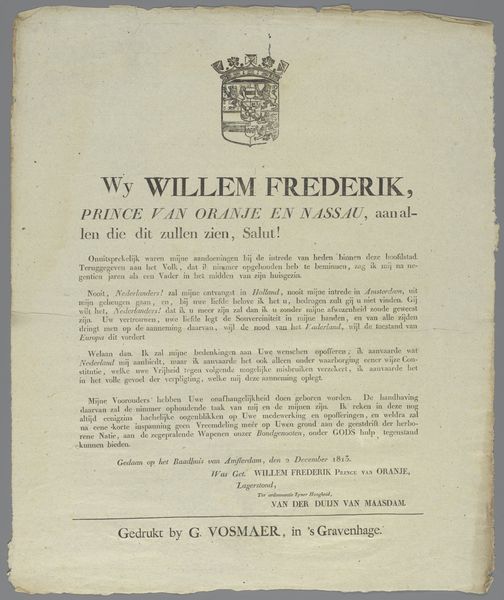 Wy WILLEM FREDERIK,
PRINCE VAN ORANJE EN NASSAU, aan al-
len die dit zullen zien, Salut!
Onuitsprekelijk waren mijne aandoeningen bij de intrede van heden binnen deze hoofdstad.
Teruggegeven aan het Volk, dat ik nimmer opgehouden heb te beminnen, zag ik mij na ne-
gentien jaren als een Vader in het midden van zijn huisgezin.
Nooit, Nederlanders! zal mijne ontvangst in Holland, nooit mijne intrede in Amsterdam, uit
mijn geheugen gaan, en, bij uwe liefde belove ik het u, bedrogen zult gij u niet vinden. Gij
wilt het, Nederlanders! dat ik u meer zijn zal dan ik u zonder mijne afwezenheid zoude geweest
zijn. Uw vertrouwen, uwe liefde legt de Souvereiniteit in mijne handen, en van alle zijden
dringt men op de aanneming daarvan, wijl de nood van het Vaderland, wijl de toestand van
Europa dit vordert
Welaan dan. Ik zal mijne bedenkingen aan Uwe wenschen opofferen; ik aanvaarde wat
Nederland mij aanbiedt, maar ik aanvaarde het ook alleen onder waarborging eener wijze Con-
stitutie, welke uwe Vrijheid tegen volgende mogelijke misbruiken verzekert, ik aanvaarde het
in het volle gevoel der verpligting, welke mij deze aanneming oplegt.
Mijne Voorouders hebben Uwe onafhangelijkheid doen geboren worden. De handhaving
daarvan zal de nimmer ophoudende taak van mij en de mijnen zijn. Ik reken in deze nog
altijd eenigzins hachelijke oogenblikken op Uwe medewerking en opofferingen, en weldra zal
na eene korte inspanning geen Vreemdeling meer op Uwen grond aan de geestdrift der herbo-
rene Natie, aan de zegepralende Wapenen onzer Bondgenooten, onder GODS hulp tegenstand
kunnen bieden.
Gedaan op het Raadhuis van Amsterdam, den 2 December 1813.
Was Get. WILLEM FREDERIK PRINCE VAN ORANJE,
Lagerstond,
Ter ordonnantie Zyner Hoogheid,
VAN DER DUIJN VAN MAASDAM.
Gedrukt by G. VOSMAER, in 's Gravenhage.